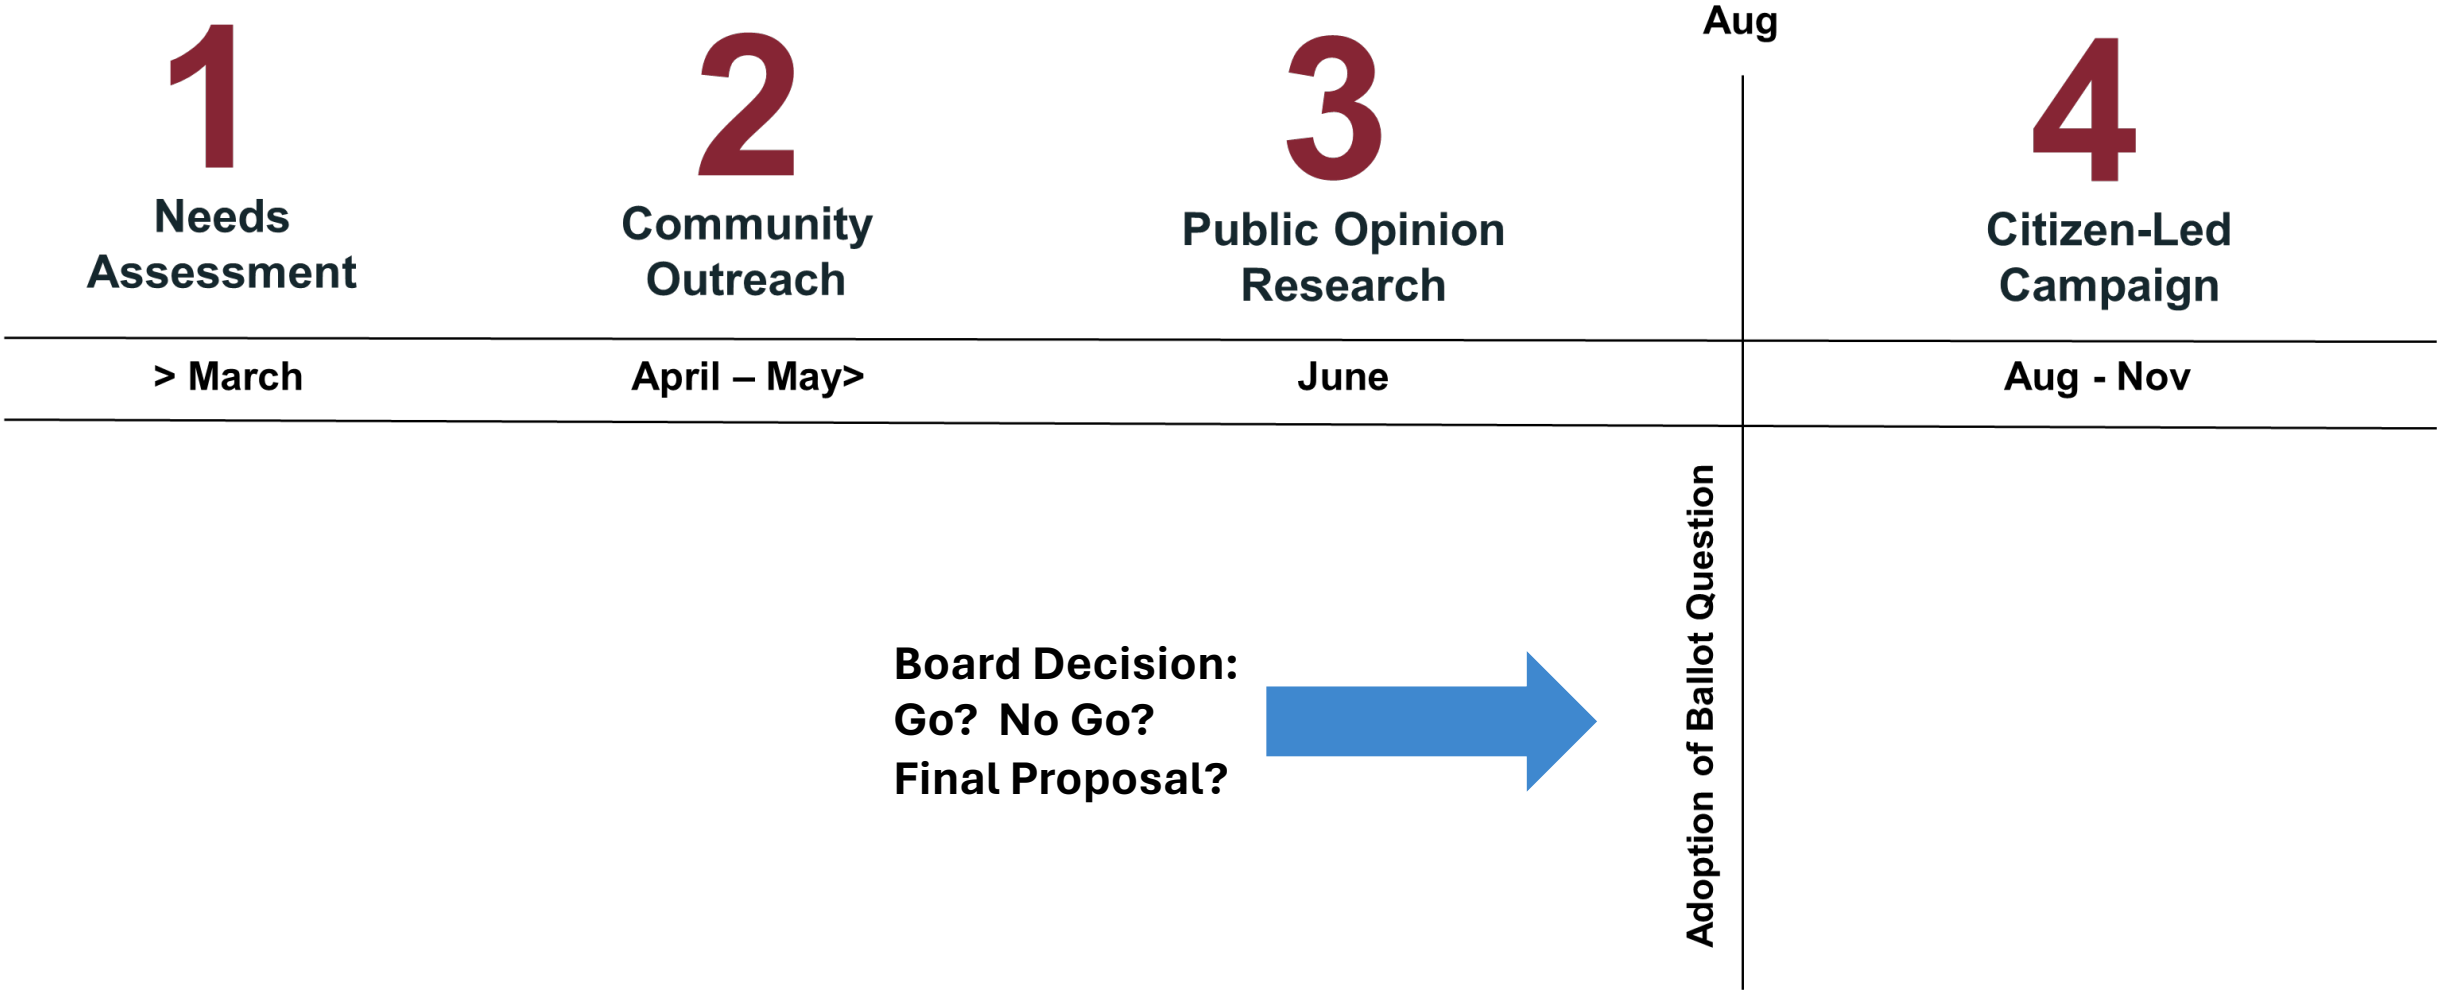 Aug
1
Needs
Assessment
2
Community
Outreach
3
Public Opinion
Research
4
Citizen-Led
Campaign
> March
April – May>
June
Aug - Nov
Board Decision:
Go?  No Go?
Final Proposal?
Adoption of Ballot Question